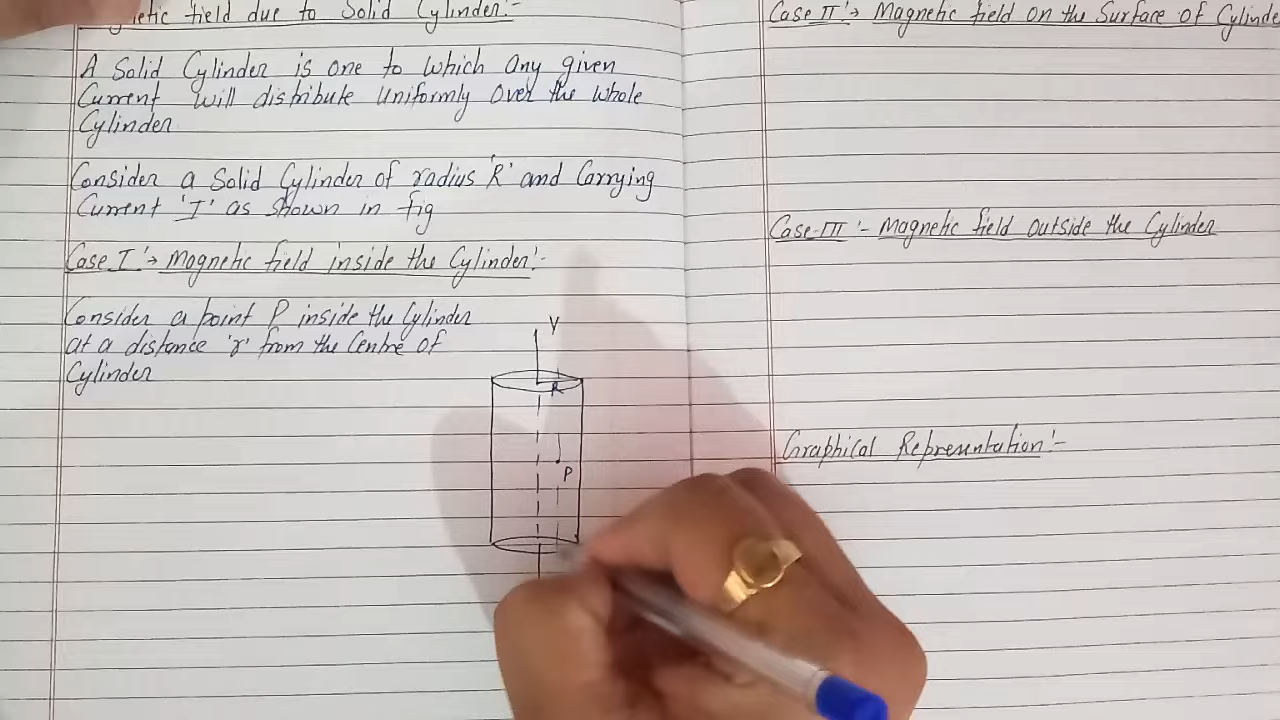 Magnetic field due to Solid Cylinder:-
A Solid Cylinder is one to which any given
Current will distribute uniformly over the whole
Cylinder
Consider a Solid Cylinder of radius 'R' and Carrying
Current 'I' as shown in fig
Case I :→ Magnetic field inside the Cylinder:-
Consider a point P inside the Cylinder
at a distance 'r' from the Centre of
Cylinder
Y
R
P
Case II :→ Magnetic field on the Surface of Cylinde
Case-III :- Magnetic field outside the Cylinder
Graphical Representation:-